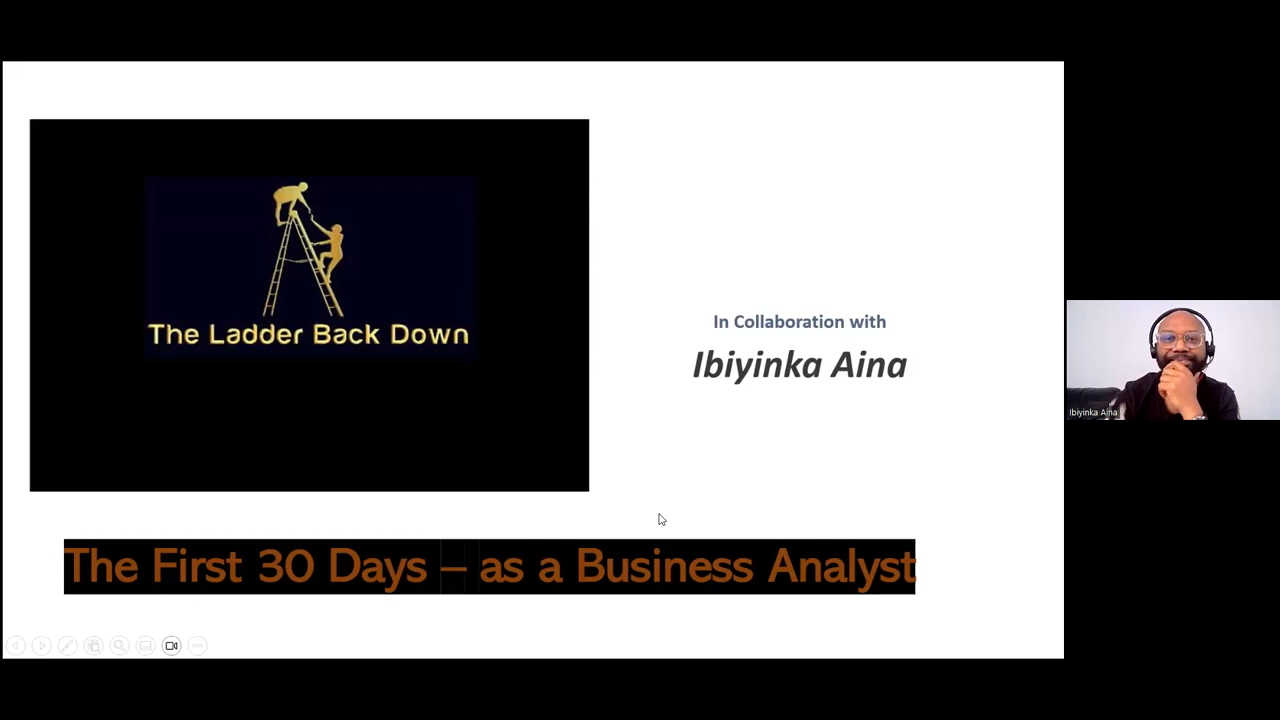 The Ladder Back Down
In Collaboration with
Ibiyinka Aina
Ibiyinka Aina
The First 30 Days – as a Business Analyst